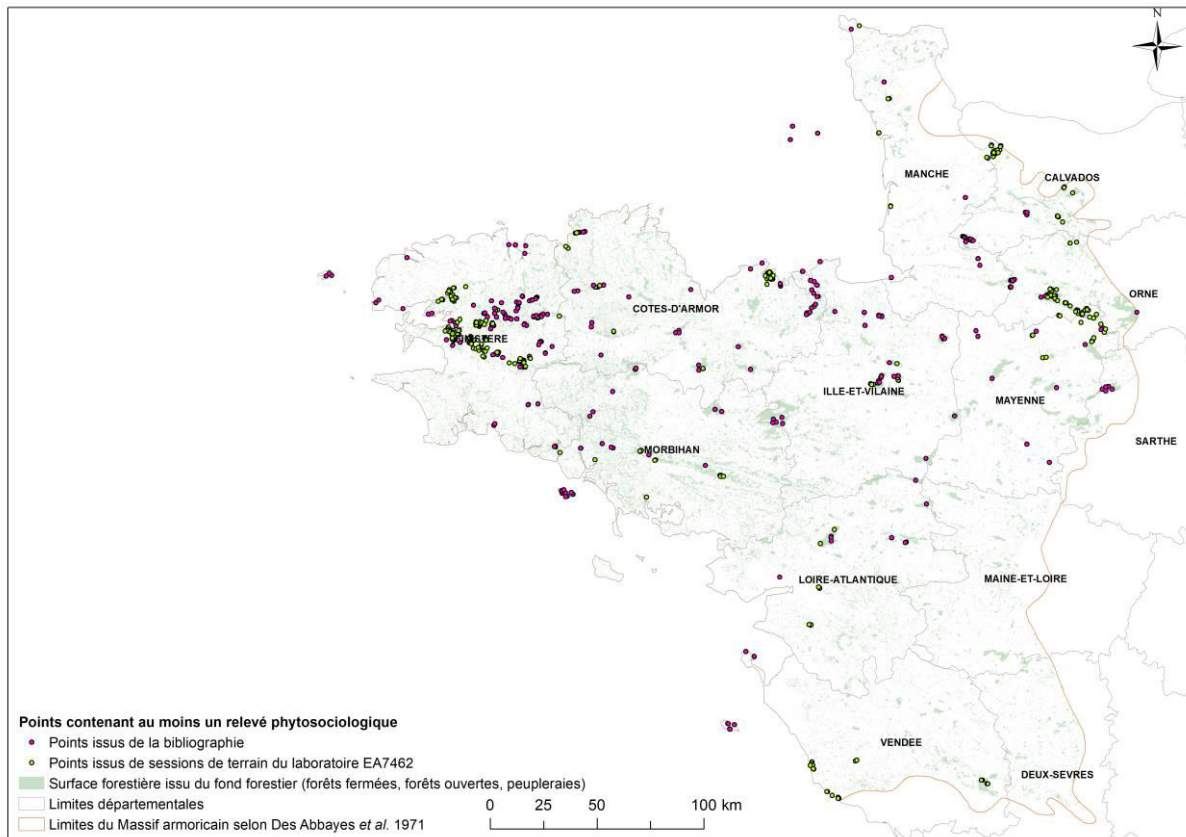 N
MANCHE
CALVADOS
ORNE
COTES-D'ARMOR
ILLE-ET-VILAINE
MAYENNE
SARTHE
MORBIHAN
LOIRE-ATLANTIQUE
MAINE-ET-LOIRE
VENDEE
DEUX-SEVRES
Points contenant au moins un relevé phytosociologique
Points issus de la bibliographie
Points issus de sessions de terrain du laboratoire EA7462
Surface forestière issu du fond forestier (forêts fermées, forêts ouvertes, peupleraies)
Limites départementales
Limites du Massif armoricain selon Des Abbayes et al. 1971
0 25 50 100 km